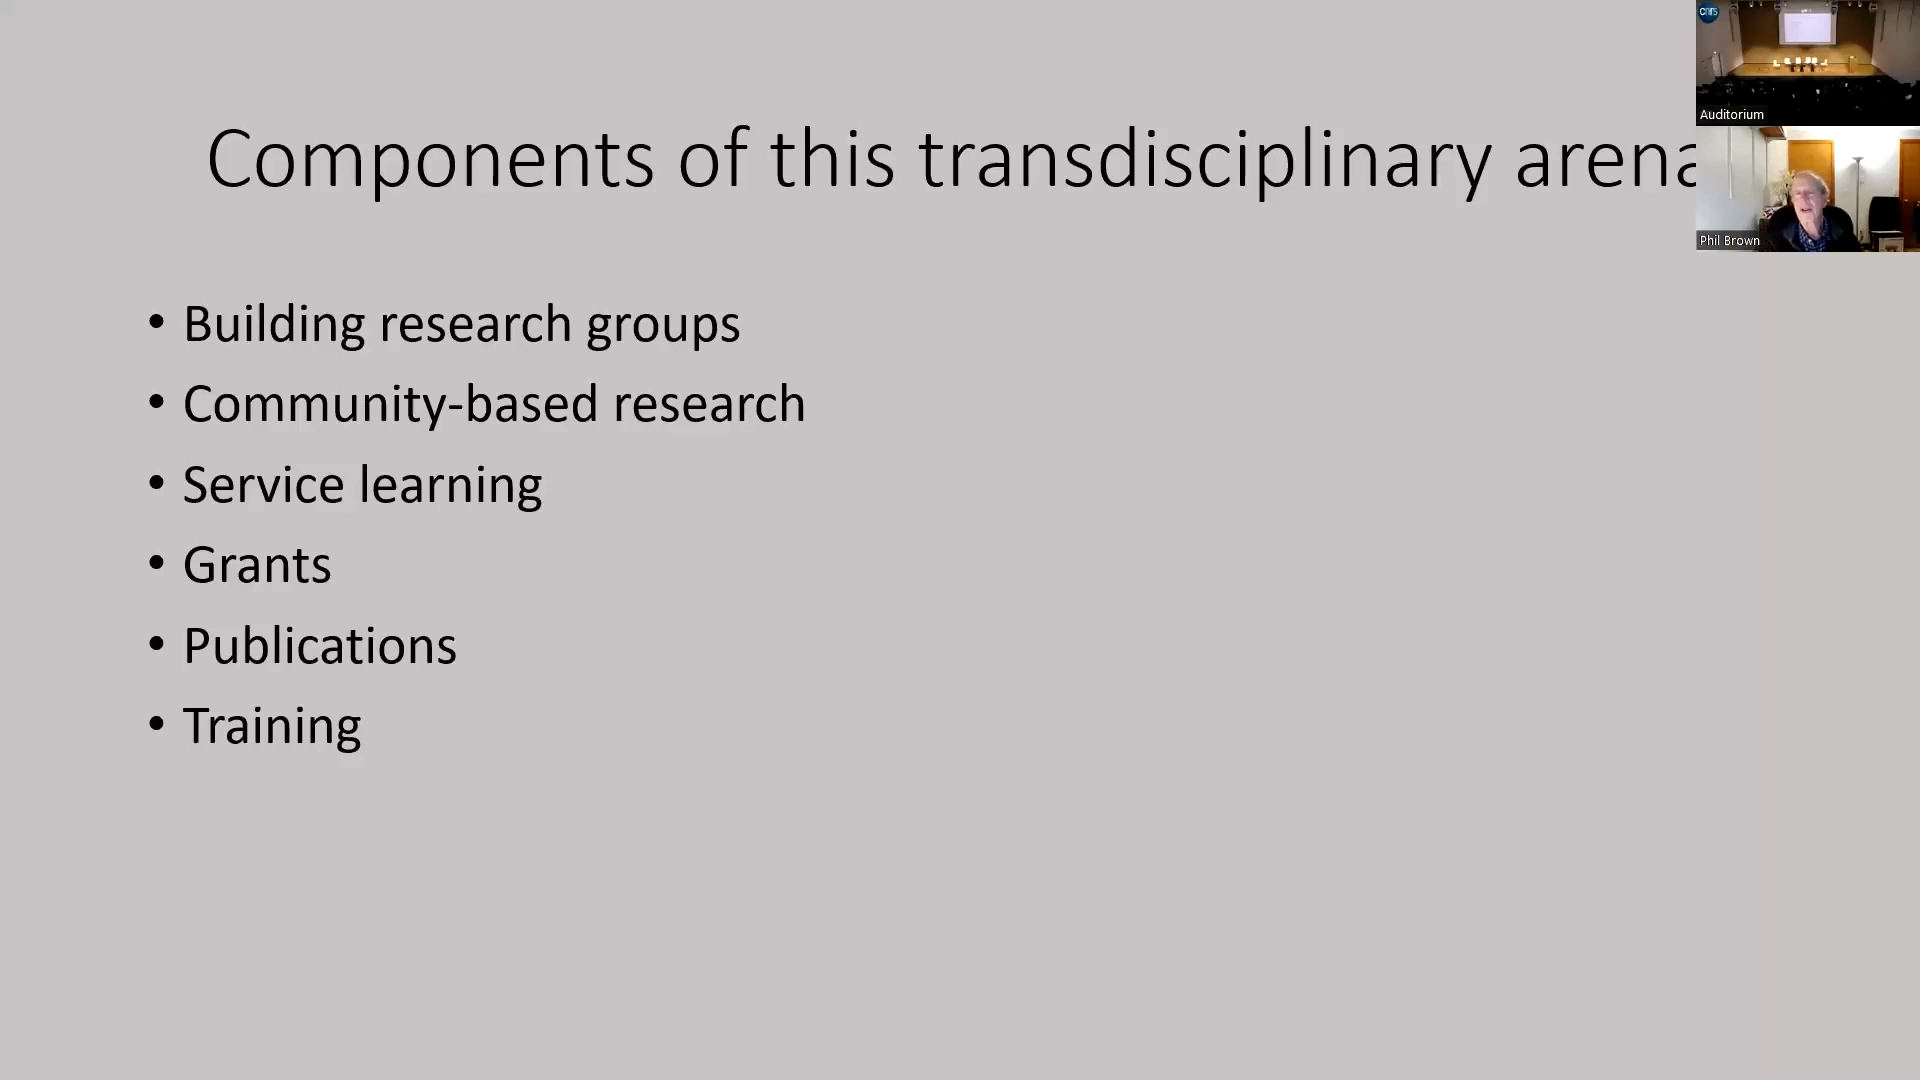 cnrs
Auditorium
Components of this transdisciplinary arena
Phil Brown
• Building research groups
• Community-based research
• Service learning
• Grants
• Publications
• Training